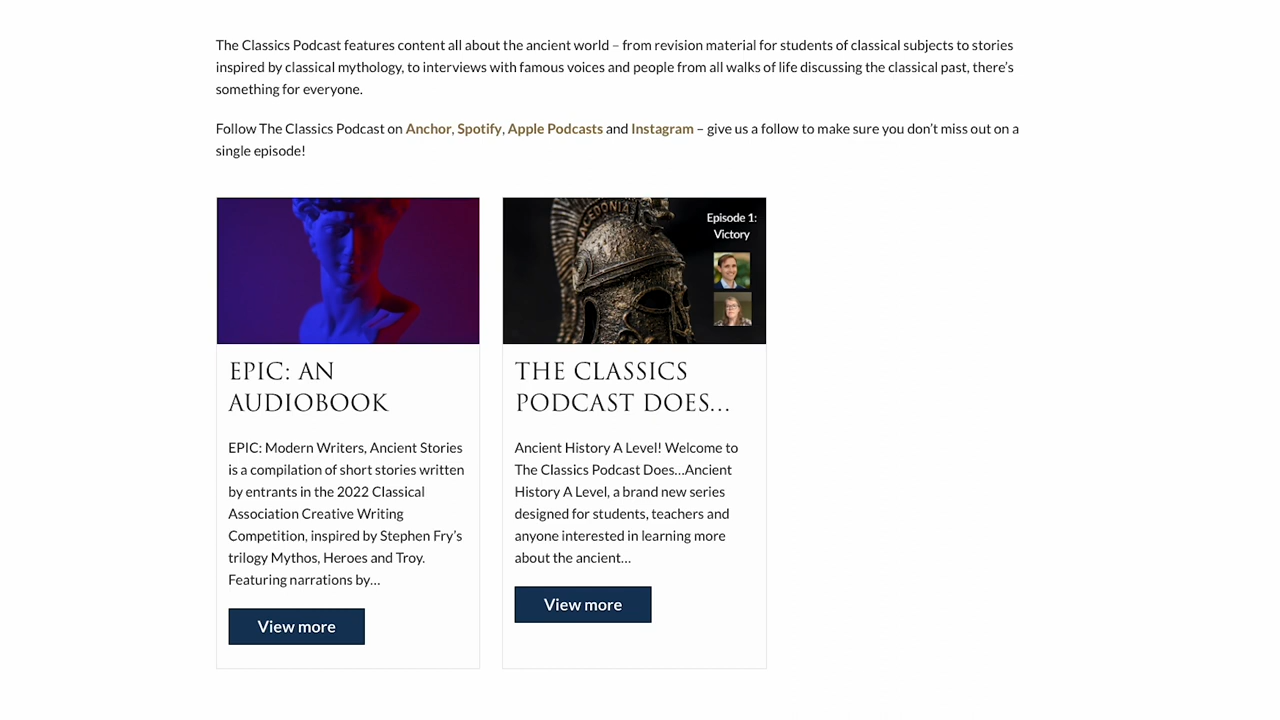 The Classics Podcast features content all about the ancient world – from revision material for students of classical subjects to stories
inspired by classical mythology, to interviews with famous voices and people from all walks of life discussing the classical past, there’s
something for everyone.
Follow The Classics Podcast on Anchor, Spotify, Apple Podcasts and Instagram – give us a follow to make sure you don’t miss out on a
single episode!
EPIC: AN
AUDIOBOOK
EPIC: Modern Writers, Ancient Stories
is a compilation of short stories written
by entrants in the 2022 Classical
Association Creative Writing
Competition, inspired by Stephen Fry’s
trilogy Mythos, Heroes and Troy.
Featuring narrations by…
View more
MACEDONIA
Episode 1:
Victory
THE CLASSICS
PODCAST DOES…
Ancient History A Level! Welcome to
The Classics Podcast Does…Ancient
History A Level, a brand new series
designed for students, teachers and
anyone interested in learning more
about the ancient…
View more